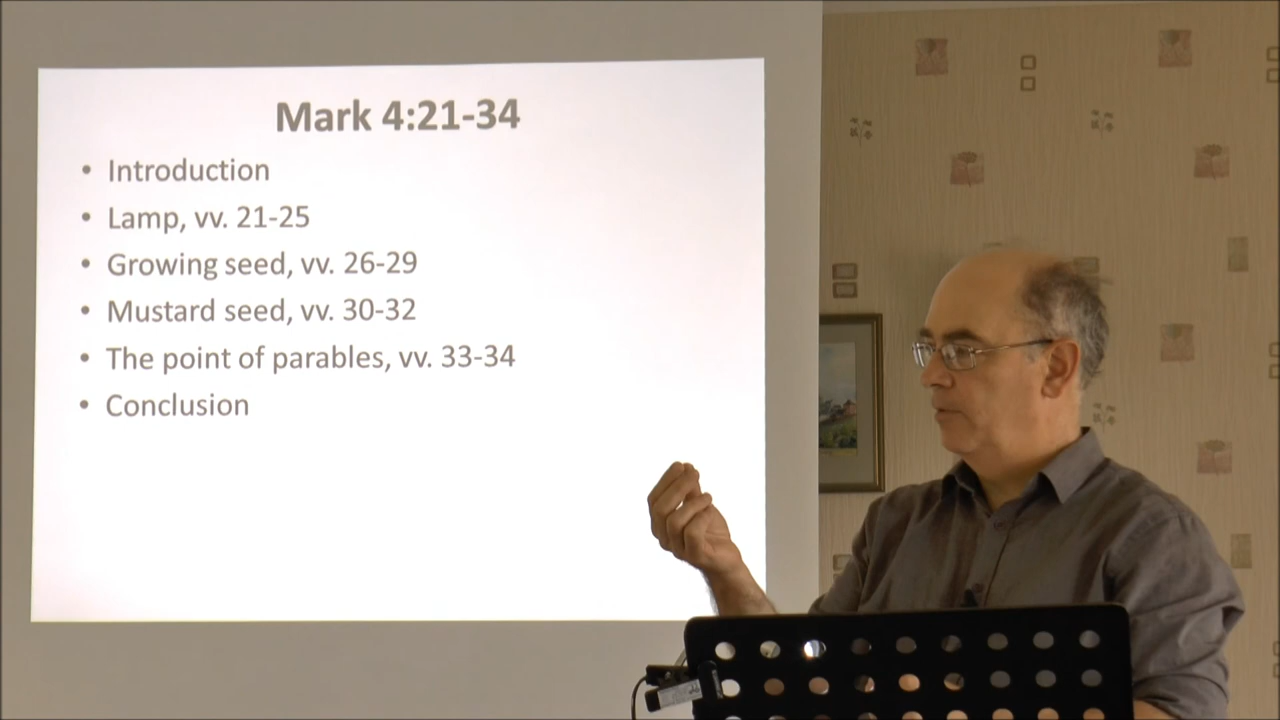 Mark 4:21-34
• Introduction
• Lamp, vv. 21-25
• Growing seed, vv. 26-29
• Mustard seed, vv. 30-32
• The point of parables, vv. 33-34
• Conclusion